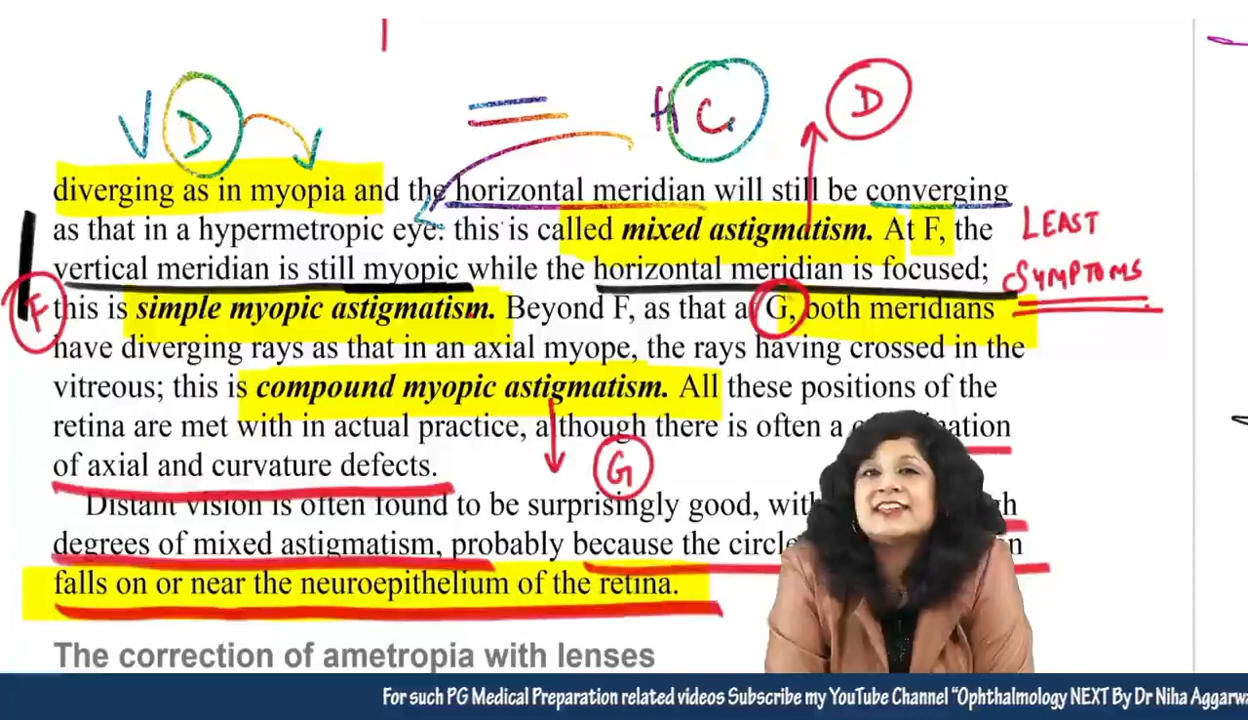 V D = H C D
diverging as in myopia and the horizontal meridian will still be converging
as that in a hypermetropic eye: this is called mixed astigmatism. At F, the
LEAST
vertical meridian is still myopic while the horizontal meridian is focused;
SYMPTOMS
F this is simple myopic astigmatism. Beyond F, as that a G, both meridians
have diverging rays as that in an axial myope, the rays having crossed in the
vitreous; this is compound myopic astigmatism. All these positions of the
retina are met with in actual practice, although there is often a
of axial and curvature defects.
G
Distant vision is often found to be surprisingly good,
degrees of mixed astigmatism, probably because the
falls on or near the neuroepithelium of the retina.
The correction of ametropia with lenses
For such PG Medical Preparation related videos Subscribe my YouTube Channel "Ophthalmology NEXT By Dr Niha Aggarwa